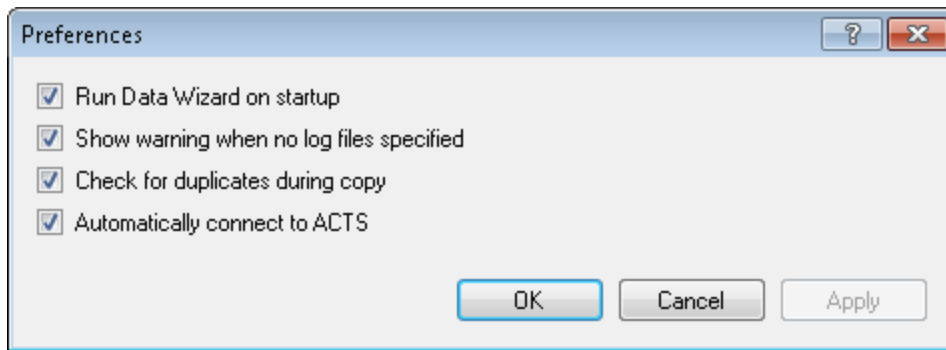 Preferences
Run Data Wizard on startup
Show warning when no log files specified
Check for duplicates during copy
Automatically connect to ACTS
OK Cancel Apply